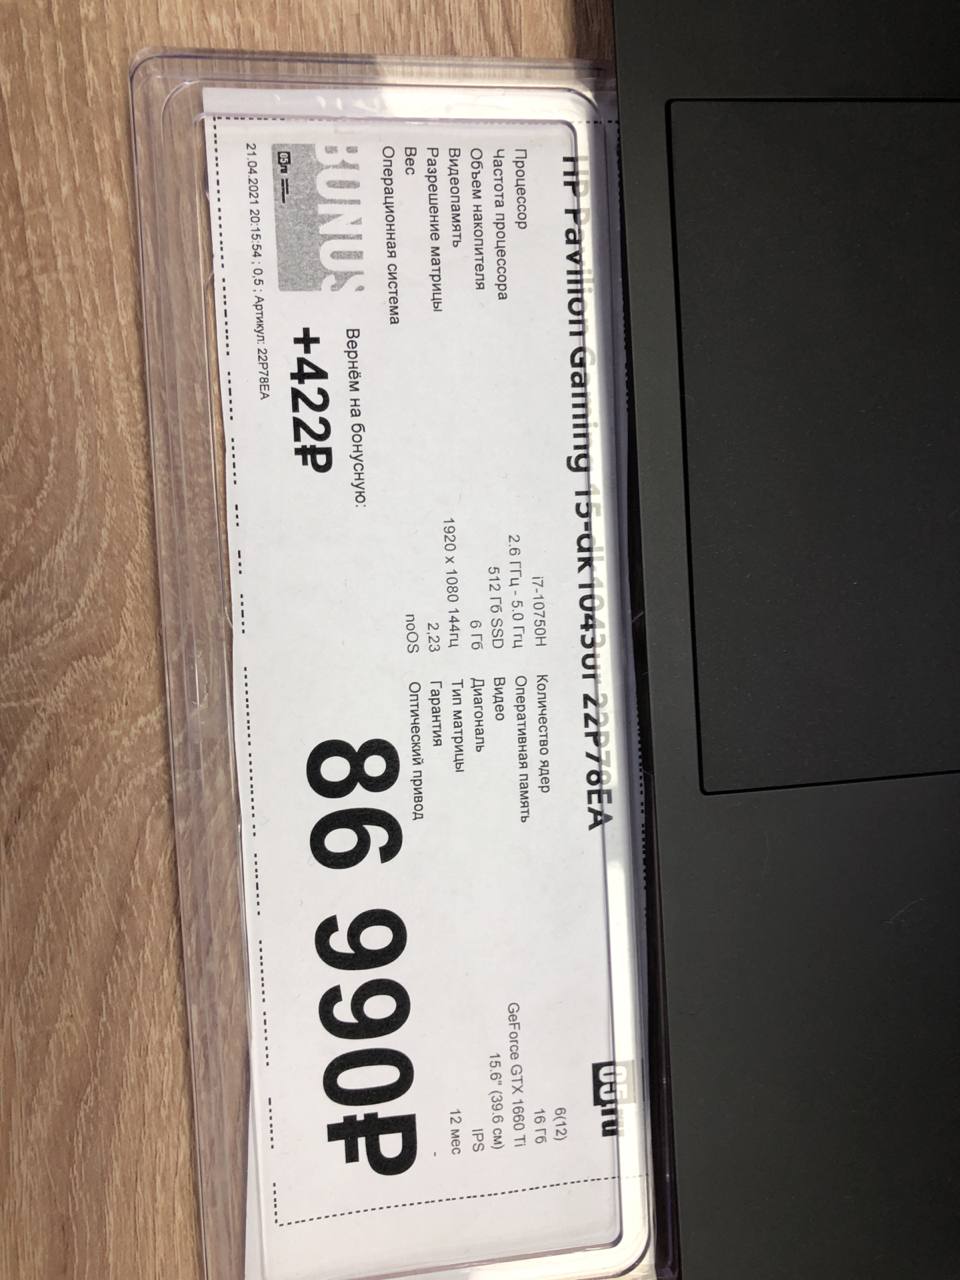 HP Pavilion Gaming 15-dk1043ur 22P78EA
05.ru
Процессор i7-10750H Количество ядер 6(12)
Частота процессора 2,6 ГГц - 5.0 Ггц Оперативная память 16 Гб
Объем накопителя 512 Гб SSD Видео GeForce GTX 1660 Ti
Видеопамять 6 Гб Диагональ 15.6" (39.6 см)
Разрешение матрицы 1920 x 1080 144гц Тип матрицы IPS
Вес 2,23 Гарантия 12 мес
Операционная система noOS Оптический привод -
BONUS
05.ru
Вернём на бонусную:
+422₽
86 990₽
21.04.2021 20:15:54 ; 0,5 ; Артикул: 22P78EA